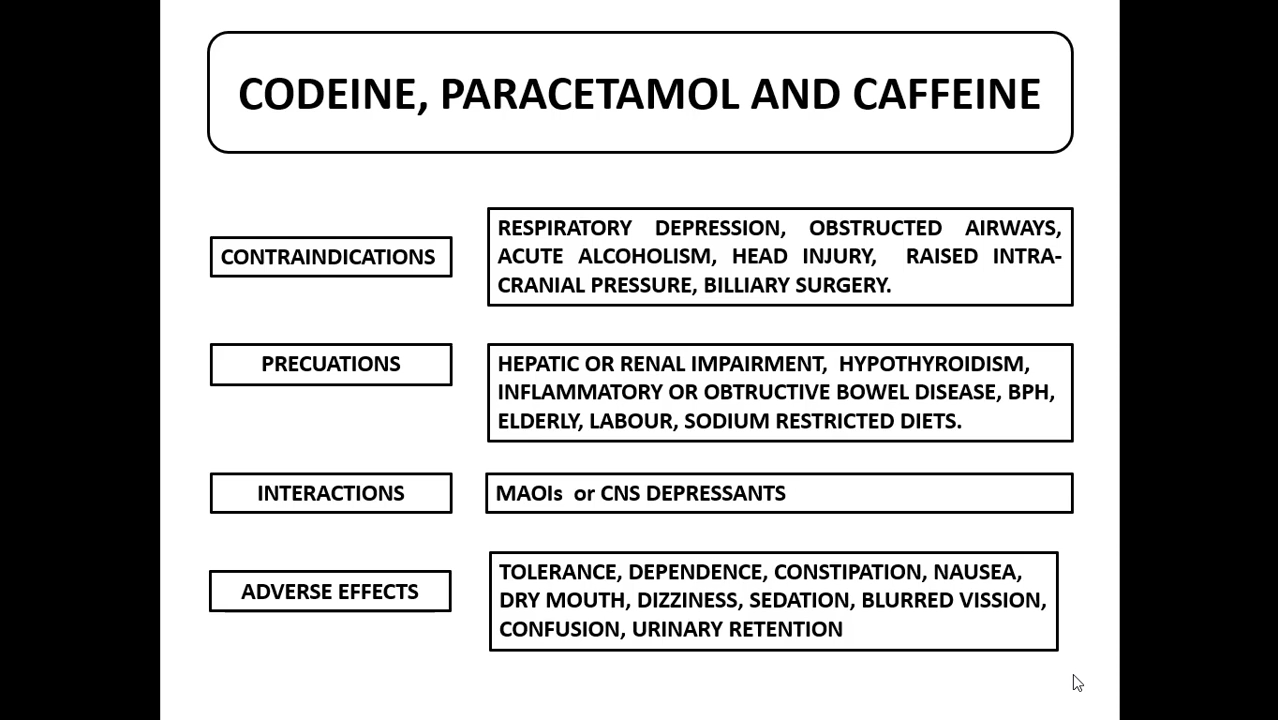 CODEINE, PARACETAMOL AND CAFFEINE
CONTRAINDICATIONS
RESPIRATORY DEPRESSION, OBSTRUCTED AIRWAYS,
ACUTE ALCOHOLISM, HEAD INJURY, RAISED INTRA-
CRANIAL PRESSURE, BILLIARY SURGERY.
PRECUATIONS
HEPATIC OR RENAL IMPAIRMENT, HYPOTHYROIDISM,
INFLAMMATORY OR OBTRUCTIVE BOWEL DISEASE, BPH,
ELDERLY, LABOUR, SODIUM RESTRICTED DIETS.
INTERACTIONS
MAOIs or CNS DEPRESSANTS
ADVERSE EFFECTS
TOLERANCE, DEPENDENCE, CONSTIPATION, NAUSEA,
DRY MOUTH, DIZZINESS, SEDATION, BLURRED VISSION,
CONFUSION, URINARY RETENTION